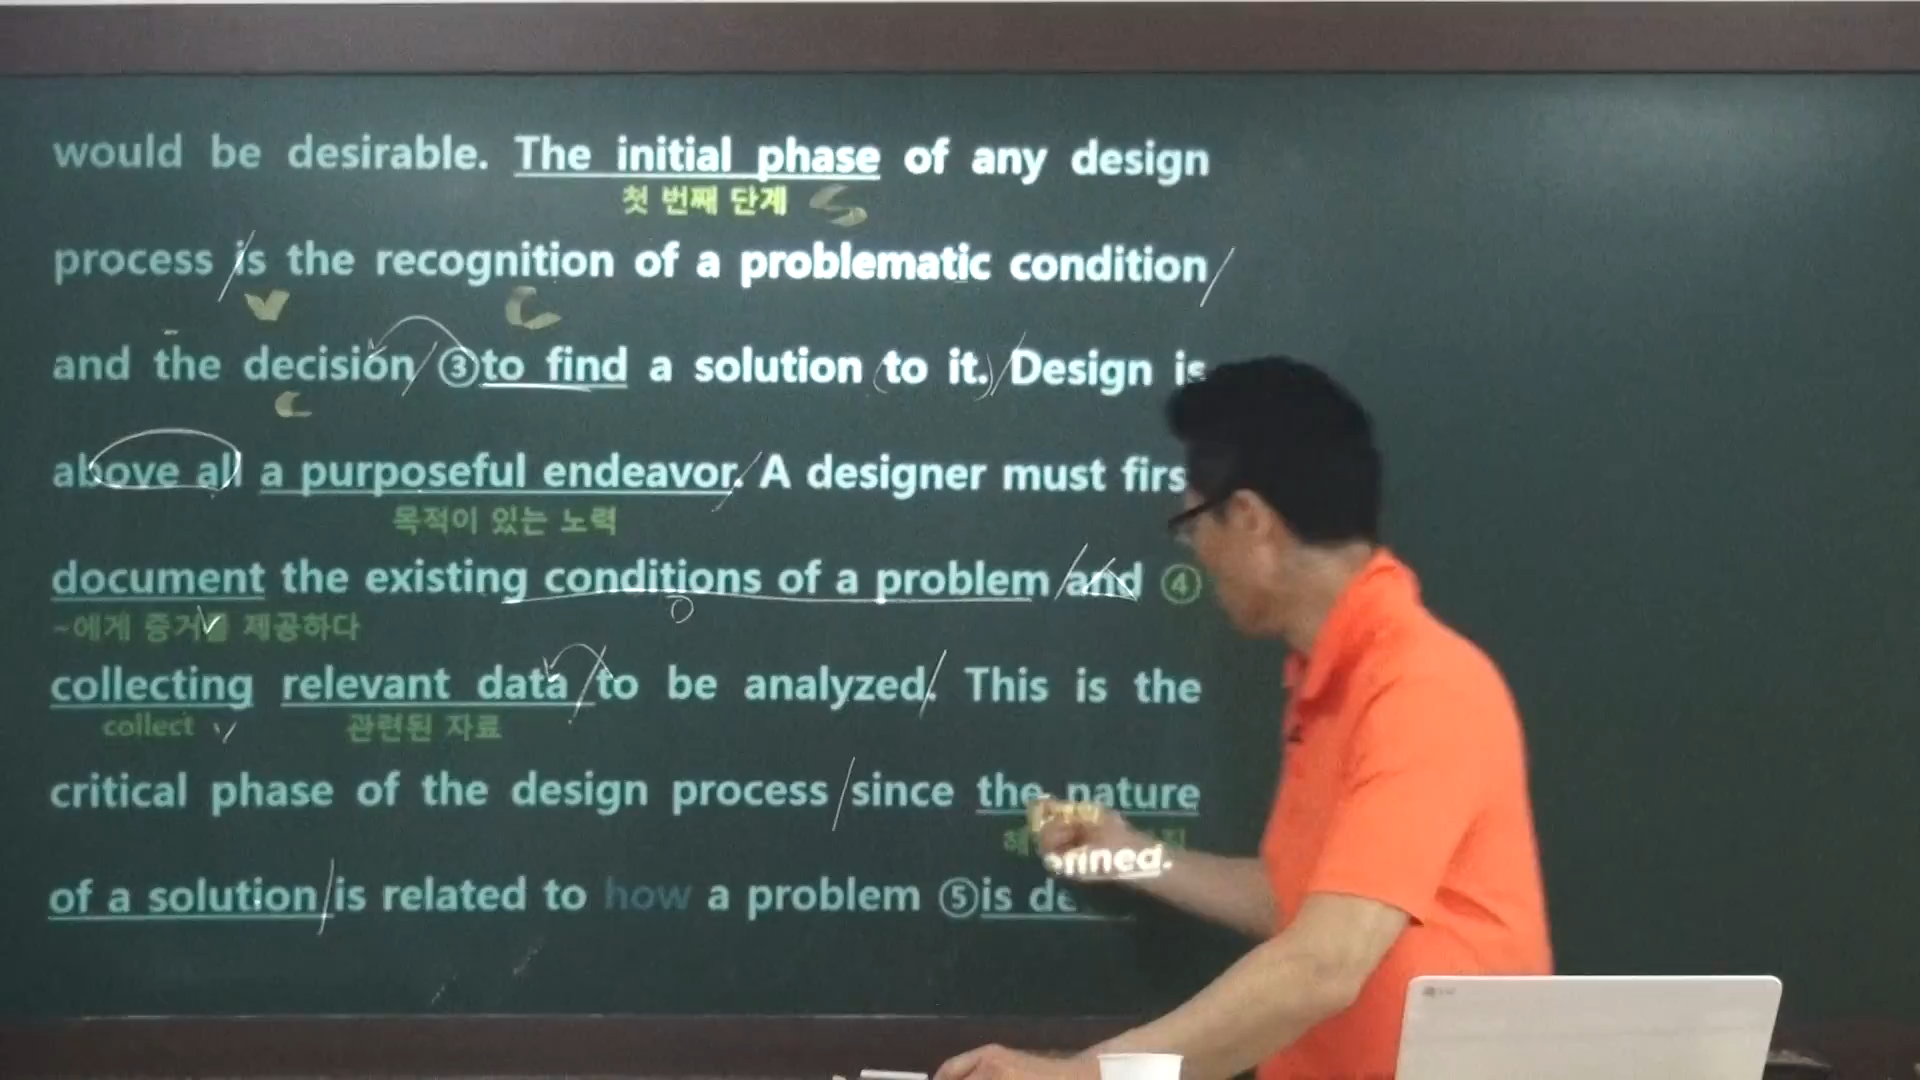 would be desirable. The initial phase of any design
첫 번째 단계 S
process / is the recognition of a problematic condition /
V C
and the decision / ③to find a solution (to it.) / Design is
C
above all a purposeful endeavor. / A designer must firs
목적이 있는 노력
document the existing conditions of a problem / and ④
~에게 증거를 제공하다 O
collecting relevant data / to be analyzed. / This is the
collect 관련된 자료
critical phase of the design process / since the nature
of a solution / is related to how a problem ⑤is defined.